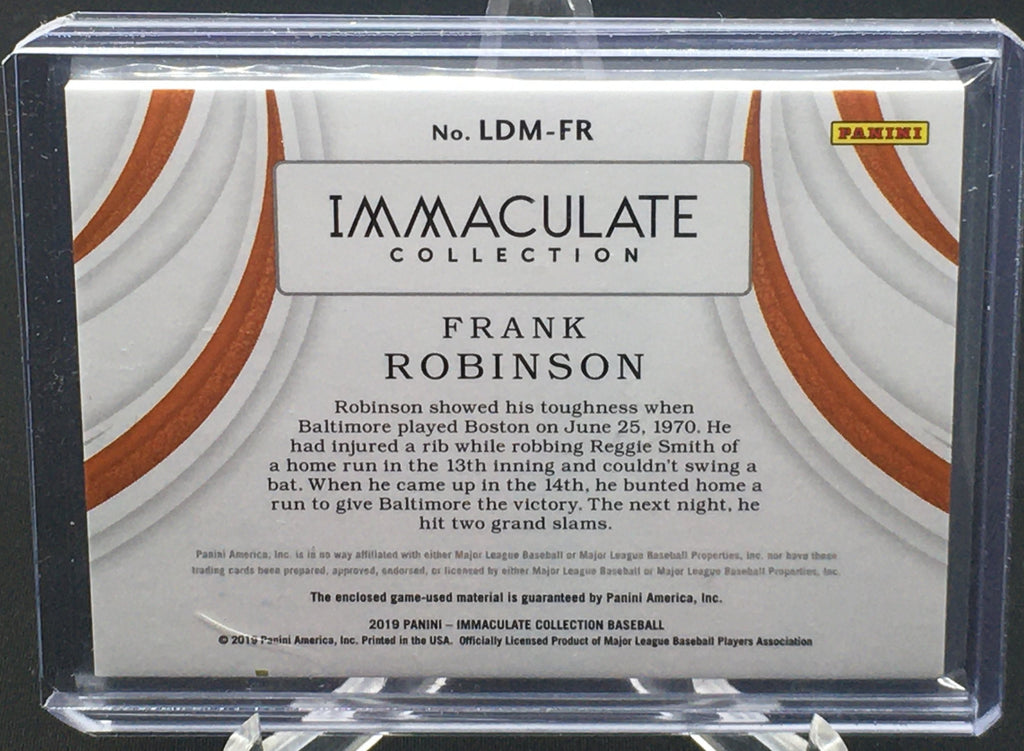 No. LDM-FR
PANINI
IMMACULATE
COLLECTION
FRANK
ROBINSON
Robinson showed his toughness when
Baltimore played Boston on June 25, 1970. He
had injured a rib while robbing Reggie Smith of
a home run in the 13th inning and couldn't swing a
bat. When he came up in the 14th, he bunted home a
run to give Baltimore the victory. The next night, he
hit two grand slams.
Panini America, Inc. is in no way affiliated with either Major League Baseball or Major League Baseball Properties, Inc. nor have these
trading cards been prepared, approved, endorsed, or licensed by either Major League Baseball or Major League Baseball Properties, Inc.
The enclosed game-used material is guaranteed by Panini America, Inc.
2019 PANINI – IMMACULATE COLLECTION BASEBALL
© 2019 Panini America, Inc. Printed in the USA. Officially Licensed Product of Major League Baseball Players Association